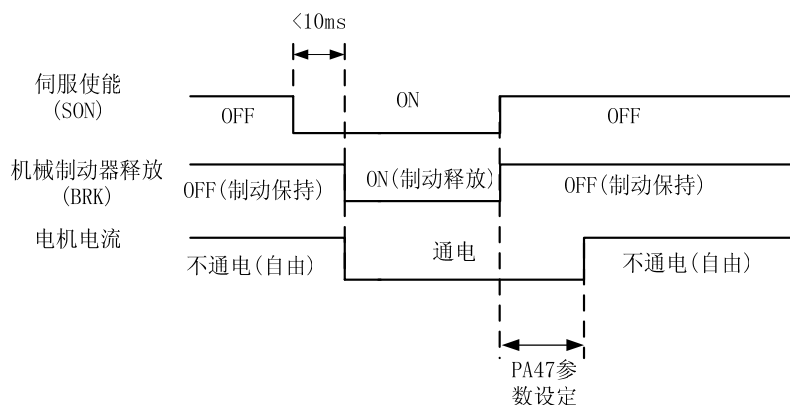 <10ms
伺服使能
(SON)
OFF
ON
OFF
机械制动器释放
(BRK)
OFF(制动保持)
ON(制动释放)
OFF(制动保持)
电机电流
不通电(自由)
通电
不通电(自由)
PA47参
数设定